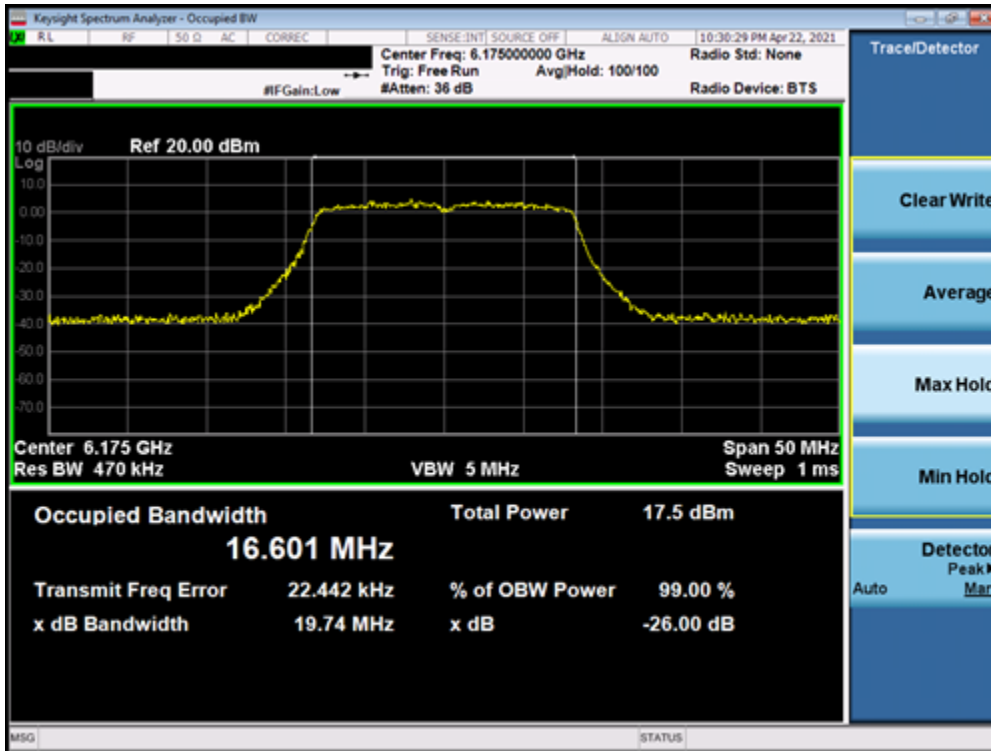 Keysight Spectrum Analyzer - Occupied BW
RL RF 50 Ω AC CORREC SENSE:INT SOURCE OFF ALIGN AUTO 10:30:29 PM Apr 22, 2021
Center Freq: 6.175000000 GHz Radio Std: None
Trig: Free Run Avg|Hold: 100/100
#IFGain:Low #Atten: 36 dB Radio Device: BTS
10 dB/div Ref 20.00 dBm
Log
10.0
0.00
-10.0
-20.0
-30.0
-40.0
-50.0
-60.0
-70.0
Center 6.175 GHz Span 50 MHz
Res BW 470 kHz VBW 5 MHz Sweep 1 ms
Occupied Bandwidth Total Power 17.5 dBm
16.601 MHz
Transmit Freq Error 22.442 kHz % of OBW Power 99.00 %
x dB Bandwidth 19.74 MHz x dB -26.00 dB
MSG STATUS
Trace/Detector
Clear Write
Average
Max Hold
Min Hold
Detector
Peak
Auto Man